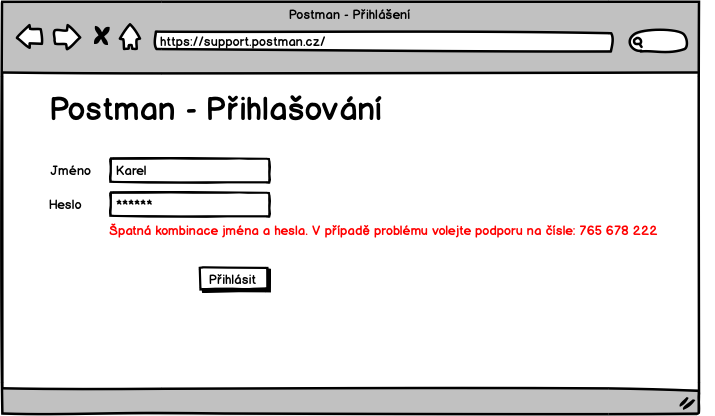 Postman - Přihlášení
https://support.postman.cz/
Postman - Přihlašování
Jméno Karel
Heslo ******
Špatná kombinace jména a hesla. V případě problému volejte podporu na čísle: 765 678 222
Přihlásit